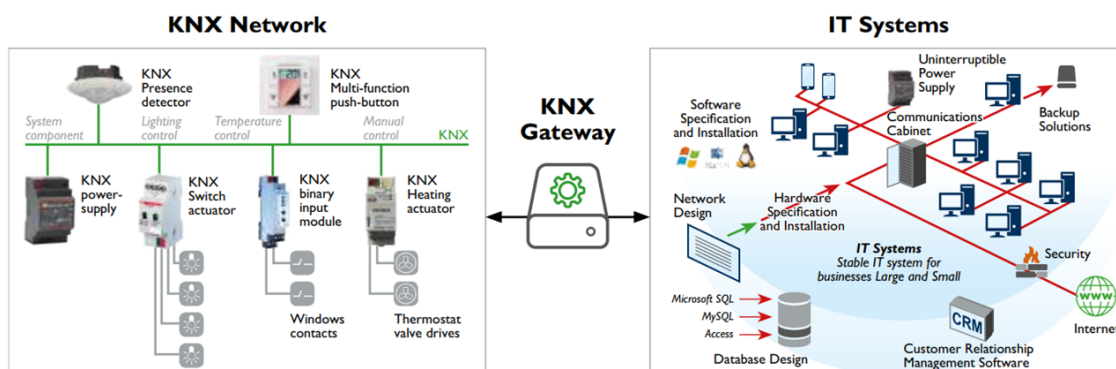 KNX Network
KNX
Presence
detector
KNX
Multi-function
push-button
System
component
Lighting
control
Temperature
control
Manual
control
KNX
KNX
power-
supply
KNX
Switch
actuator
KNX
binary
input
module
KNX
Heating
actuator
Windows
contacts
Thermostat
valve drives
KNX
Gateway
IT Systems
Uninterruptible
Power
Supply
Backup
Solutions
Software
Specification
and Installation
MacOS
Communications
Cabinet
Network
Design
Hardware
Specification
and Installation
IT Systems
Stable IT system for
businesses Large and Small
Security
WWW
Internet
Microsoft SQL
MySQL
Access
Database Design
CRM
Customer Relationship
Management Software